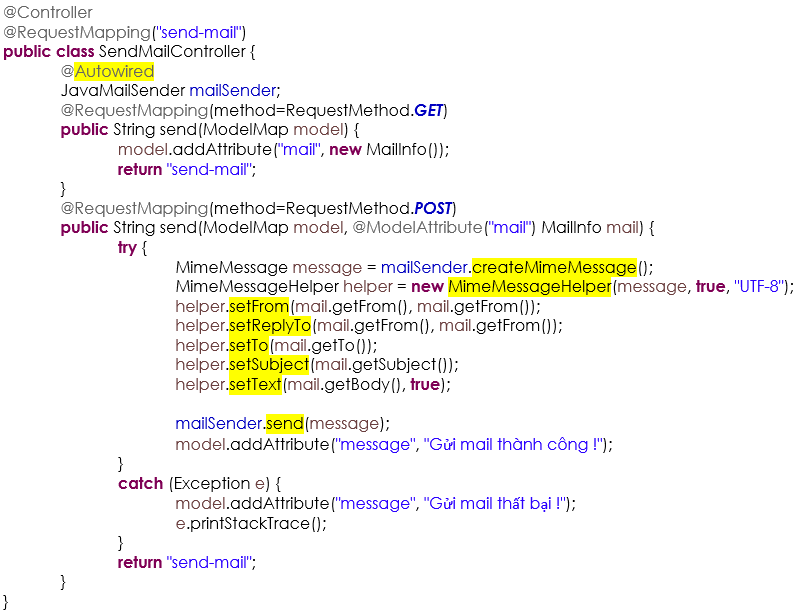 @Controller
@RequestMapping("send-mail")
public class SendMailController {
@Autowired
JavaMailSender mailSender;
@RequestMapping(method=RequestMethod.GET)
public String send(ModelMap model) {
model.addAttribute("mail", new MailInfo());
return "send-mail";
}
@RequestMapping(method=RequestMethod.POST)
public String send(ModelMap model, @ModelAttribute("mail") MailInfo mail) {
try {
MimeMessage message = mailSender.createMimeMessage();
MimeMessageHelper helper = new MimeMessageHelper(message, true, "UTF-8");
helper.setFrom(mail.getFrom(), mail.getFrom());
helper.setReplyTo(mail.getFrom(), mail.getFrom());
helper.setTo(mail.getTo());
helper.setSubject(mail.getSubject());
helper.setText(mail.getBody(), true);
mailSender.send(message);
model.addAttribute("message", "Gửi mail thành công !");
}
catch (Exception e) {
model.addAttribute("message", "Gửi mail thất bại !");
e.printStackTrace();
}
return "send-mail";
}
}